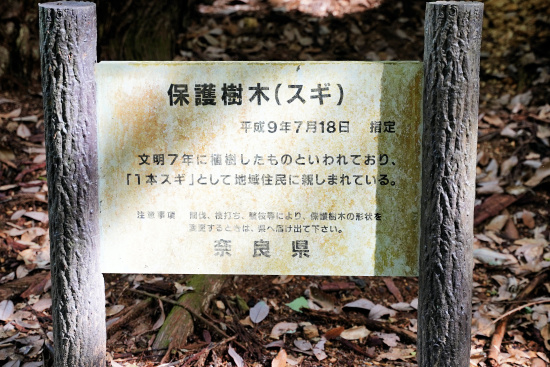 保護樹木(スギ)
平成9年7月18日 指定
文明7年に植樹したものといわれており、
「1本スギ」として地域住民に親しまれている。
注意事項 間伐、枝打ち、整枝等により、保護樹木の形状を
変更するときは、県へ届け出て下さい。
奈良県